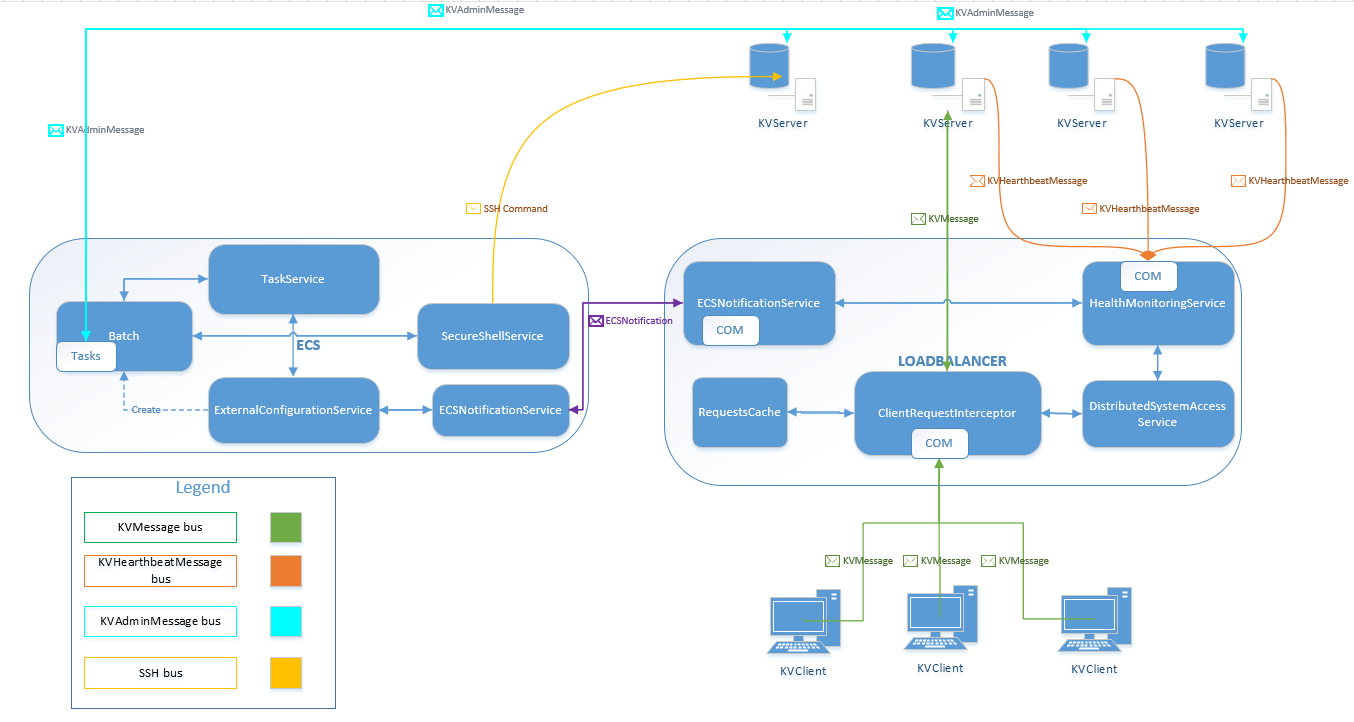 KVAdminMessage
KVAdminMessage
KVServer
KVServer
KVServer
KVServer
KVAdminMessage
KVHearthbeatMessage
KVHearthbeatMessage
SSH Command
KVHearthbeatMessage
KVMessage
TaskService
Batch
Tasks
ECS
SecureShellService
Create
ExternalConfigurationService
ECSNotificationService
ECSNotification
ECSNotificationService
COM
COM
HealthMonitoringService
LOADBALANCER
RequestsCache
ClientRequestInterceptor
COM
DistributedSystemAccess
Service
Legend
KVMessage bus
KVHearthbeatMessage
bus
KVAdminMessage bus
SSH bus
KVMessage
KVMessage
KVMessage
KVClient
KVClient
KVClient